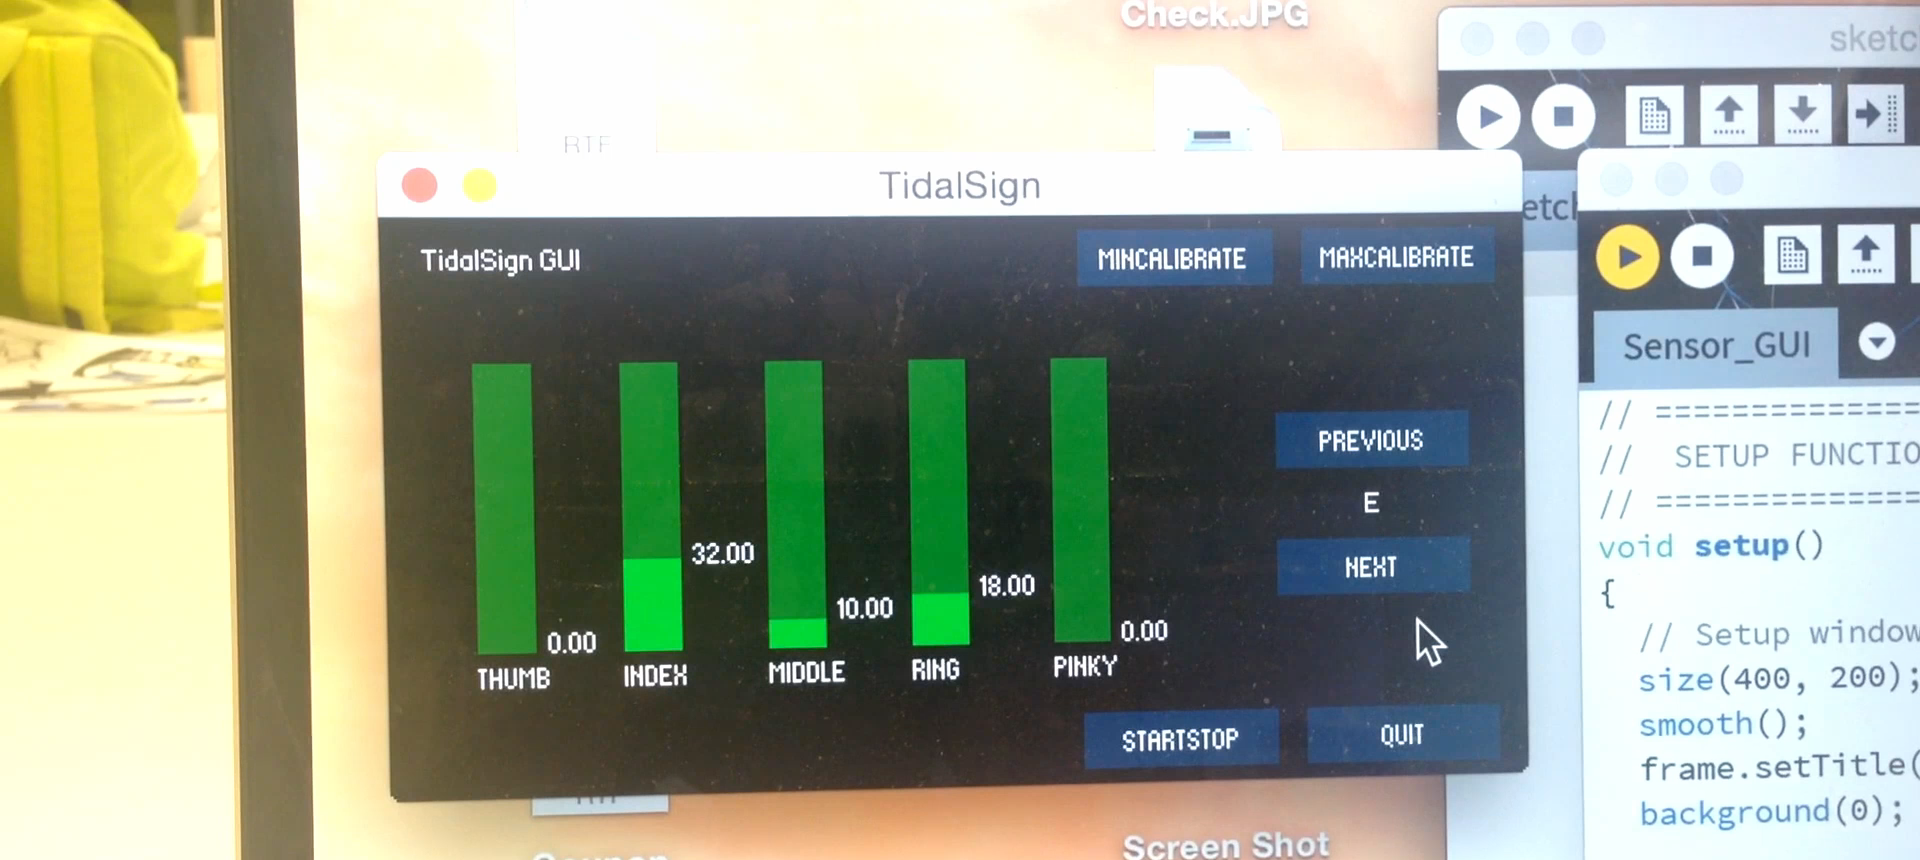 Check.JPG
sketc
RTF
TidalSign
etch
TidalSign GUI
MINCALIBRATE
MAXCALIBRATE
Sensor_GUI
// ==============
PREVIOUS
// SETUP FUNCTIO
E
// ==============
32.00
void setup()
NEXT
18.00
{
10.00
0.00
0.00
// Setup window
THUMB
INDEX
MIDDLE
RING
PINKY
size(400, 200);
smooth();
STARTSTOP
QUIT
frame.setTitle(
background(0);
Screen Shot